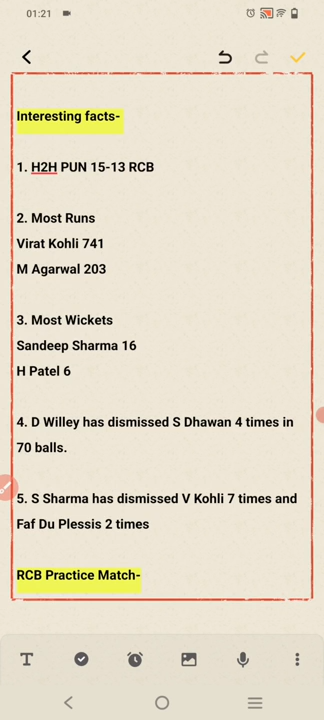 01:21
Interesting facts-
1. H2H PUN 15-13 RCB
2. Most Runs
Virat Kohli 741
M Agarwal 203
3. Most Wickets
Sandeep Sharma 16
H Patel 6
4. D Willey has dismissed S Dhawan 4 times in
70 balls.
5. S Sharma has dismissed V Kohli 7 times and
Faf Du Plessis 2 times
RCB Practice Match-